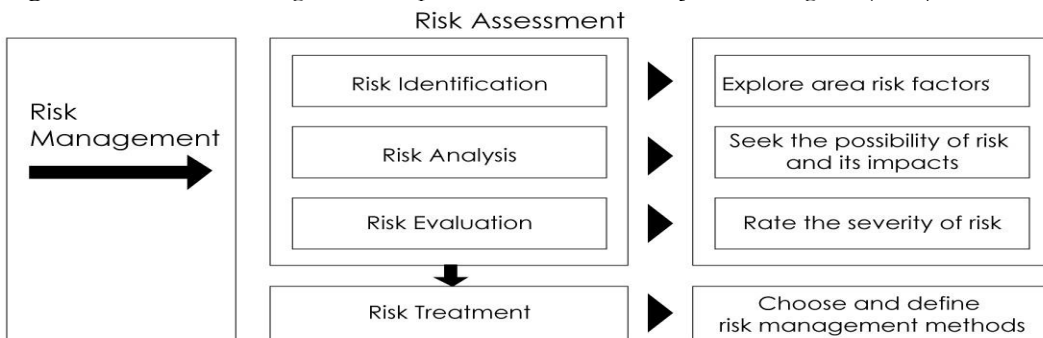 Risk Assessment
Risk
Management
Risk Identification
Explore area risk factors
Risk Analysis
Seek the possibility of risk
and its impacts
Risk Evaluation
Rate the severity of risk
Risk Treatment
Choose and define
risk management methods